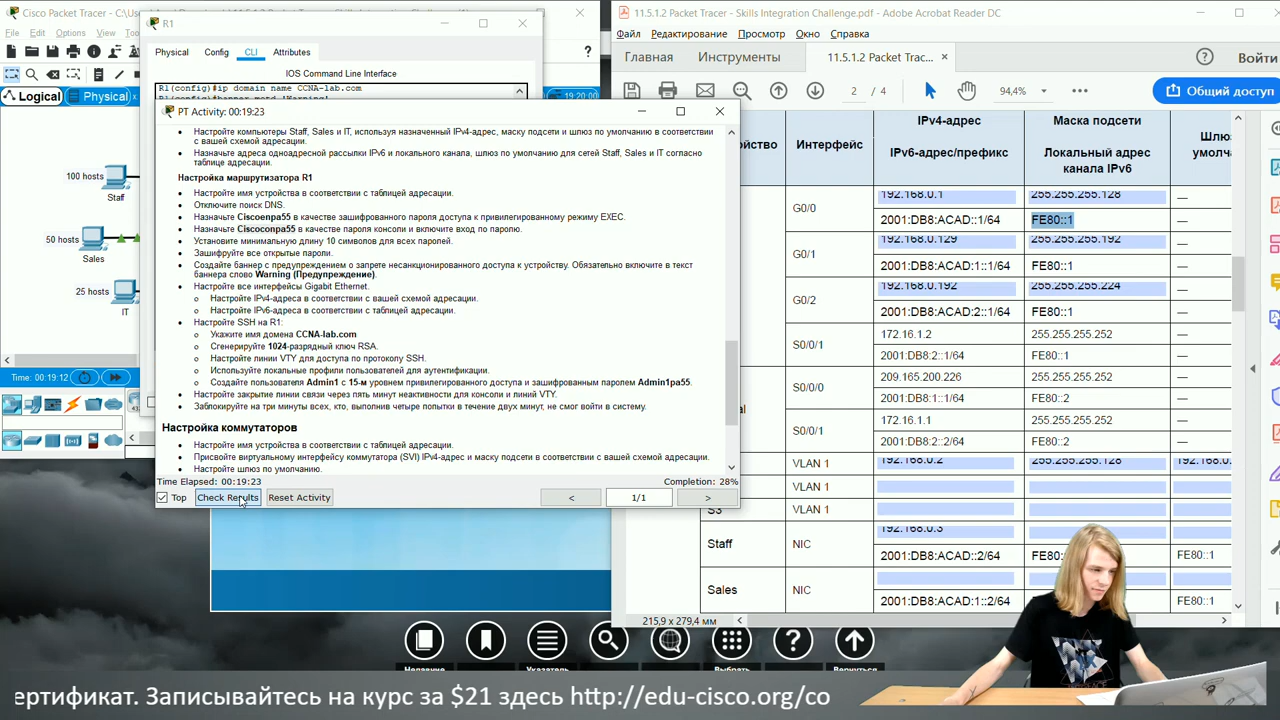 Cisco Packet Tracer - C:\Us
File Edit Options View Too
Logical
Physical
19:20:00
100 hosts
Staff
50 hosts
Sales
25 hosts
IT
Time: 00:19:12
R1
Physical Config CLI Attributes
IOS Command Line Interface
R1(config)#ip domain name CCNA-lab.com
PT Activity: 00:19:23
Настройте компьютеры Staff, Sales и IT, используя назначенный IPv4-адрес, маску подсети и шлюз по умолчанию в соответствии
с вашей схемой адресации.
Назначьте адреса одноадресной рассылки IPv6 и локального канала, шлюз по умолчанию для сетей Staff, Sales и IT согласно
таблице адресации.
Настройка маршрутизатора R1
Настройте имя устройства в соответствии с таблицей адресации.
Отключите поиск DNS.
Назначьте Ciscoenpa55 в качестве зашифрованного пароля доступа к привилегированному режиму EXEC.
Назначьте Ciscoconpa55 в качестве пароля консоли и включите вход по паролю.
Установите минимальную длину 10 символов для всех паролей.
Зашифруйте все открытые пароли.
Создайте баннер с предупреждением о запрете несанкционированного доступа к устройству. Обязательно включите в текст
баннера слово Warning (Предупреждение).
Настройте все интерфейсы Gigabit Ethernet.
Настройте IPv4-адреса в соответствии с вашей схемой адресации.
Настройте IPv6-адреса в соответствии с таблицей адресации.
Настройте SSH на R1:
Укажите имя домена CCNA-lab.com
Сгенерируйте 1024-разрядный ключ RSA.
Настройте линии VTY для доступа по протоколу SSH.
Используйте локальные профили пользователей для аутентификации.
Создайте пользователя Admin1 с 15-м уровнем привилегированного доступа и зашифрованным паролем Admin1pa55.
Настройте закрытие линии связи через пять минут неактивности для консоли и линий VTY.
Заблокируйте на три минуты всех, кто, выполнив четыре попытки в течение двух минут, не смог войти в систему.
Настройка коммутаторов
Настройте имя устройства в соответствии с таблицей адресации.
Присвойте виртуальному интерфейсу коммутатора (SVI) IPv4-адрес и маску подсети в соответствии с вашей схемой адресации.
Настройте шлюз по умолчанию.
Time Elapsed: 00:19:23 Completion: 28%
Top Check Results Reset Activity < 1/1 >
11.5.1.2 Packet Tracer - Skills Integration Challenge.pdf - Adobe Acrobat Reader DC
Файл Редактирование Просмотр Окно Справка
Главная Инструменты 11.5.1.2 Packet Trac... × Войти
2 / 4 94,4% Общий доступ
IPv4-адрес Маска подсети
ойство Интерфейс Шлюз
IPv6-адрес/префикс Локальный адрес умолча
канала IPv6
G0/0 192.168.0.1 255.255.255.128 —
2001:DB8:ACAD::1/64 FE80::1
G0/1 192.168.0.129 255.255.255.192
2001:DB8:ACAD:1::1/64 FE80::1 —
G0/2 192.168.0.192 255.255.255.224
2001:DB8:ACAD:2::1/64 FE80::1 —
S0/0/1 172.16.1.2 255.255.255.252 —
2001:DB8:2::1/64 FE80::1 —
S0/0/0 209.165.200.226 255.255.255.252 —
2001:DB8:1::1/64 FE80::2 —
al
S0/0/1 172.16.1.1 255.255.255.252 —
2001:DB8:2::2/64 FE80::2 —
VLAN 1 192.168.0.2 255.255.255.128 192.168.0.
VLAN 1
S3 VLAN 1
Staff NIC 192.168.0.3
2001:DB8:ACAD::2/64 FE80: FE80::1
Sales NIC
2001:DB8:ACAD:1::2/64 FE80::1
215,9 x 279,4 мм
Недавние Указатель Выбрать Вернуться
ертификат. Записывайтесь на курс за $21 здесь http://edu-cisco.org/co